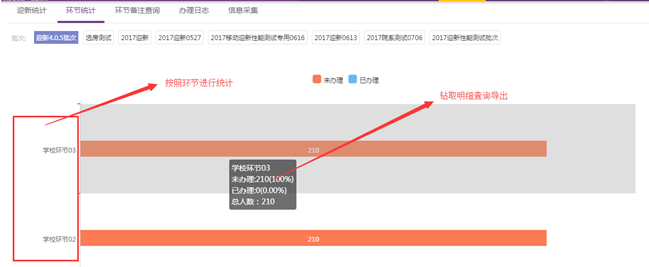 迎新统计 环节统计 环节备注查询 办理日志 信息采集
批次: 迎新4.0.5批次 选房测试 2017迎新 2017迎新0527 2017移动迎新性能测试专用0616 2017迎新0613 2017院系测试0706 2017迎新性能测试批次
未办理 已办理
按照环节进行统计
钻取明细查询导出
学校环节03 210
学校环节03
未办理:210(100%)
已办理:0(0.00%)
总人数：210
学校环节02 210